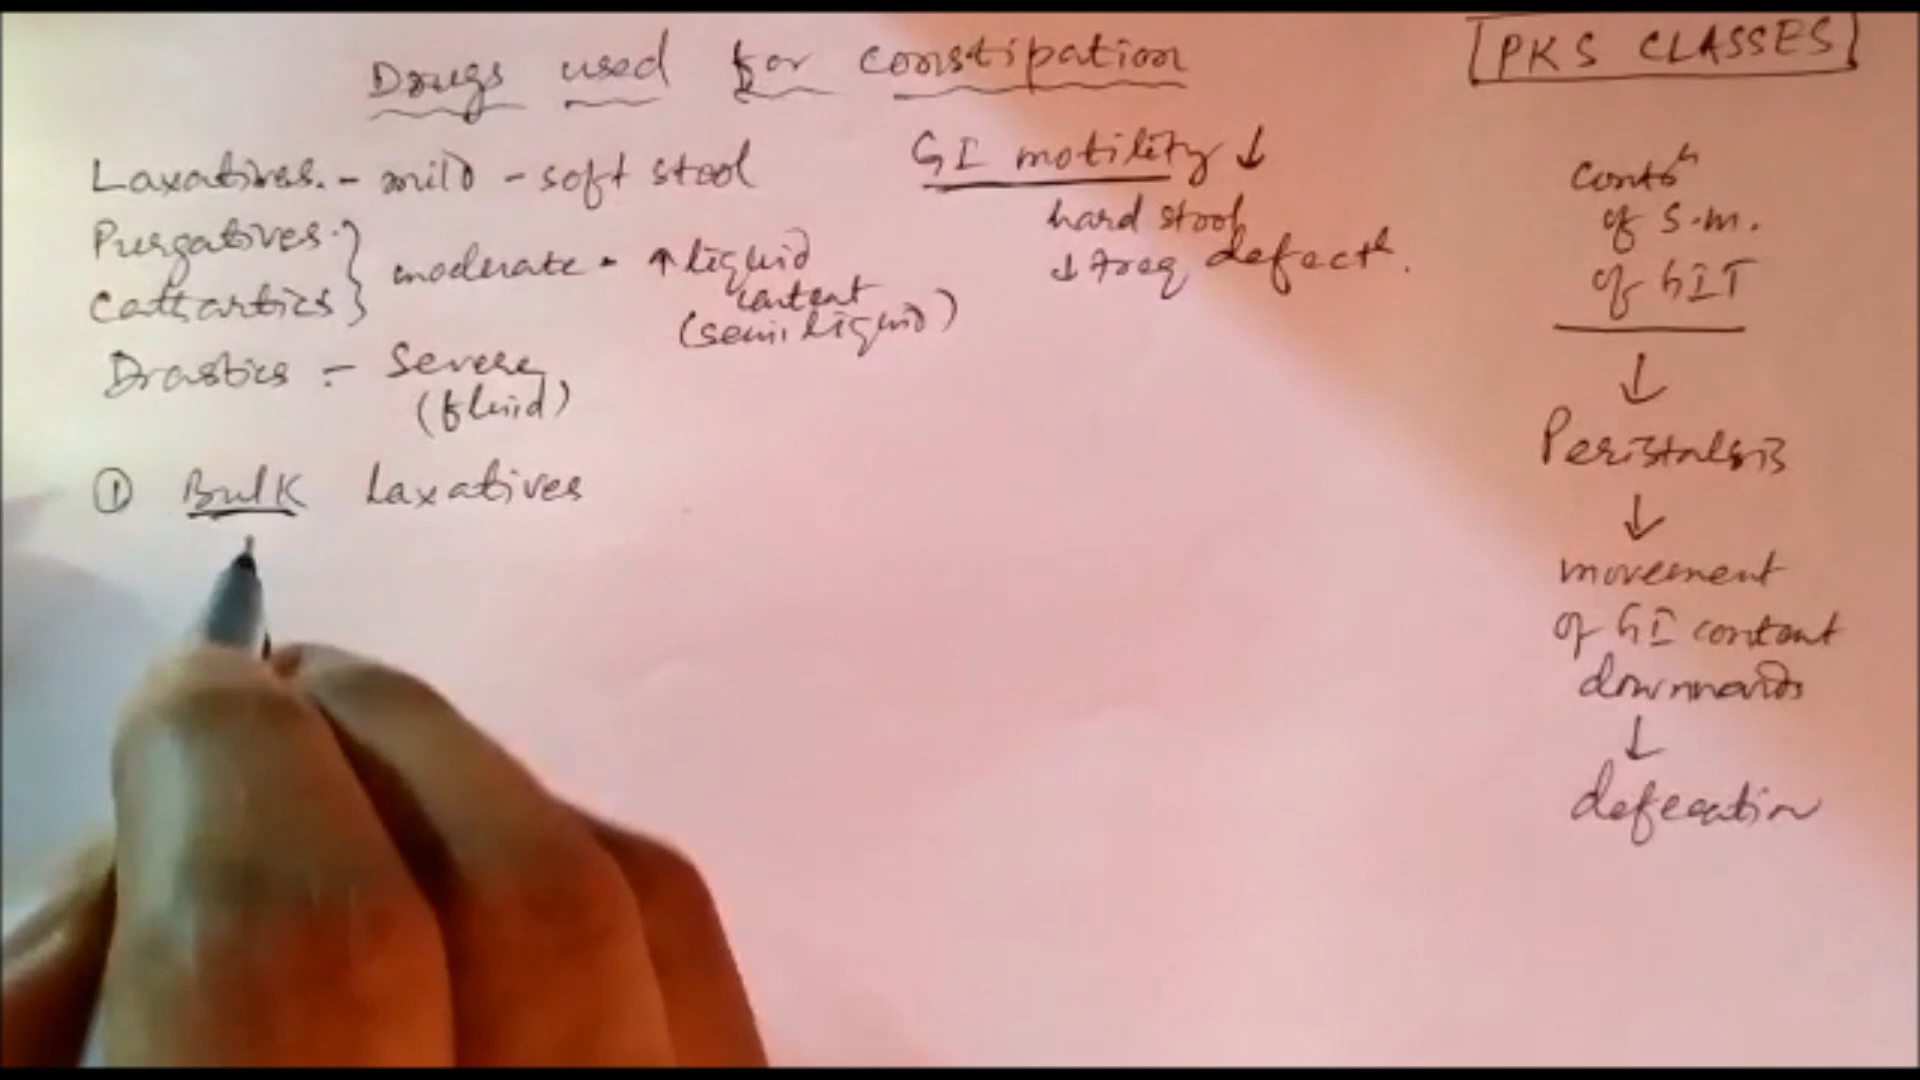 Drugs used for constipation
[PKS CLASSES]
Laxatives. - mild - soft stool
Purgatives.}
Cathartics} moderate - ↑ liquid
content
(semi liquid)
Drastics :- Severe
(fluid)
① Bulk Laxatives
GI motility ↓
hard stool
↓ freq defectⁿ.
Contⁿ
of S.m.
of GIT
↓
Peristalsis
↓
movement
of GI content
downwards
↓
defecation